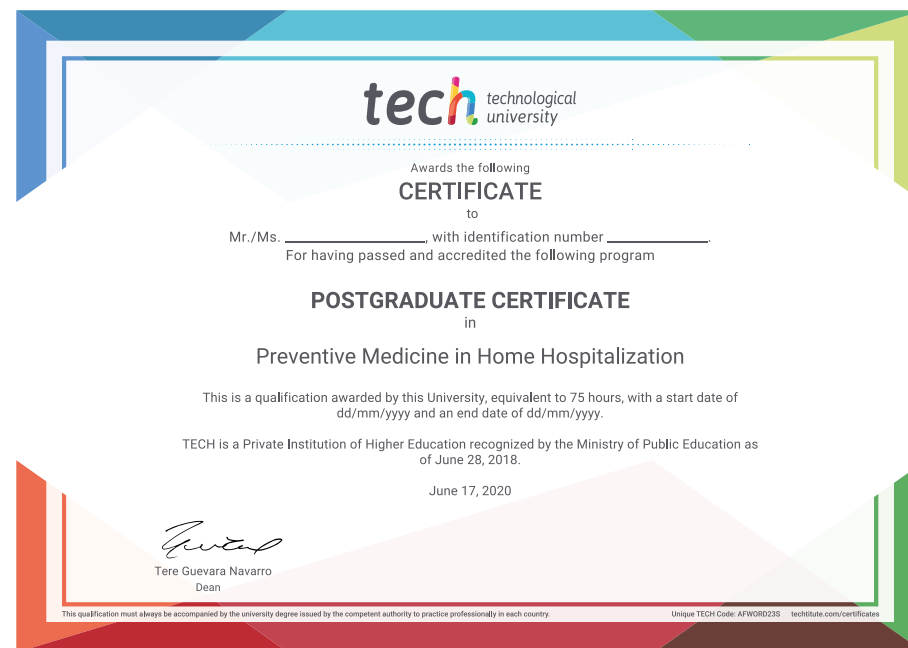 tech technological
university
Awards the following
CERTIFICATE
to
Mr./Ms. ____________________, with identification number ______________.
For having passed and accredited the following program
POSTGRADUATE CERTIFICATE
in
Preventive Medicine in Home Hospitalization
This is a qualification awarded by this University, equivalent to 75 hours, with a start date of
dd/mm/yyyy and an end date of dd/mm/yyyy.
TECH is a Private Institution of Higher Education recognized by the Ministry of Public Education as
of June 28, 2018.
June 17, 2020
Tere Guevara Navarro
Dean
This qualification must always be accompanied by the university degree issued by the competent authority to practice professionally in each country. Unique TECH Code: AFWORD23S techtitute.com/certificates